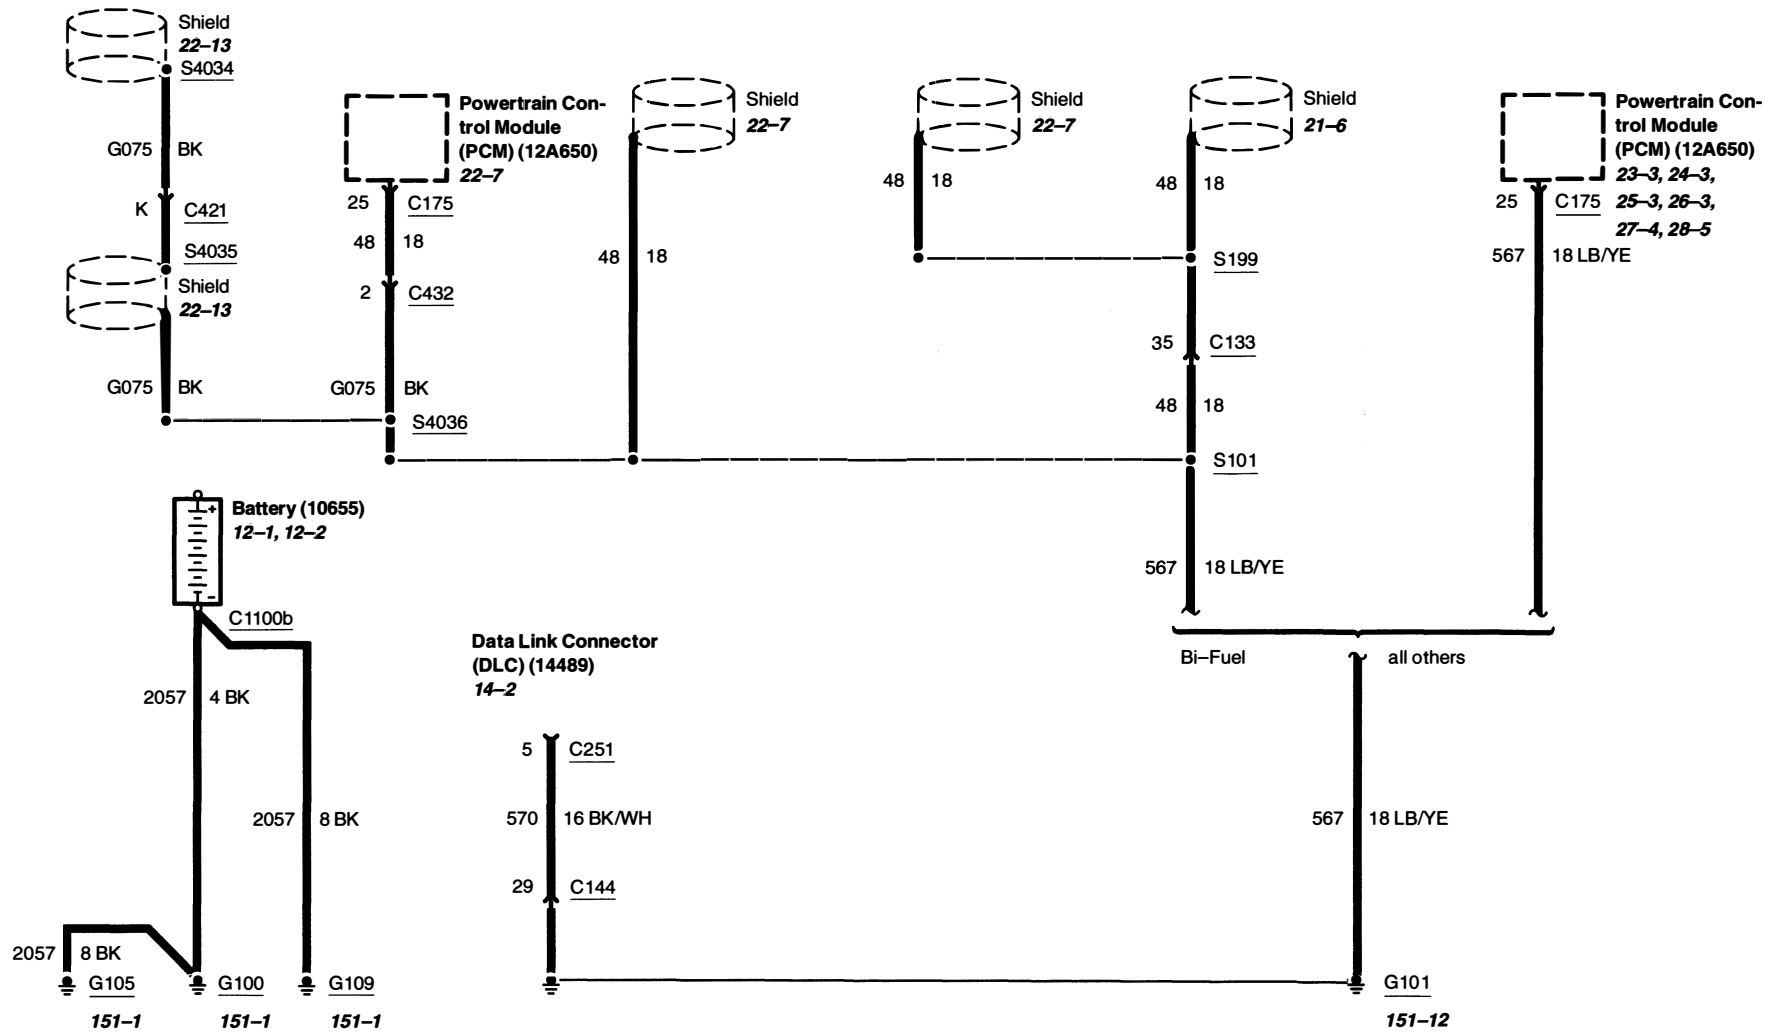 Shield
22–13
S4034
G075 BK
K C421
S4035
Shield
22–13
G075 BK
Powertrain Con-
trol Module
(PCM) (12A650)
22–7
25 C175
48 18
2 C432
G075 BK
S4036
Shield
22–7
48 18
Shield
22–7
48 18
Shield
21–6
48 18
S199
35 C133
48 18
S101
567 18 LB/YE
Powertrain Con-
trol Module
(PCM) (12A650)
23–3, 24–3,
25–3, 26–3,
27–4, 28–5
25 C175
567 18 LB/YE
Bi–Fuel all others
567 18 LB/YE
G101
151–12
Battery (10655)
12–1, 12–2
+
–
C1100b
2057 4 BK
2057 8 BK
2057 8 BK
G105 G100 G109
151–1 151–1 151–1
Data Link Connector
(DLC) (14489)
14–2
5 C251
570 16 BK/WH
29 C144